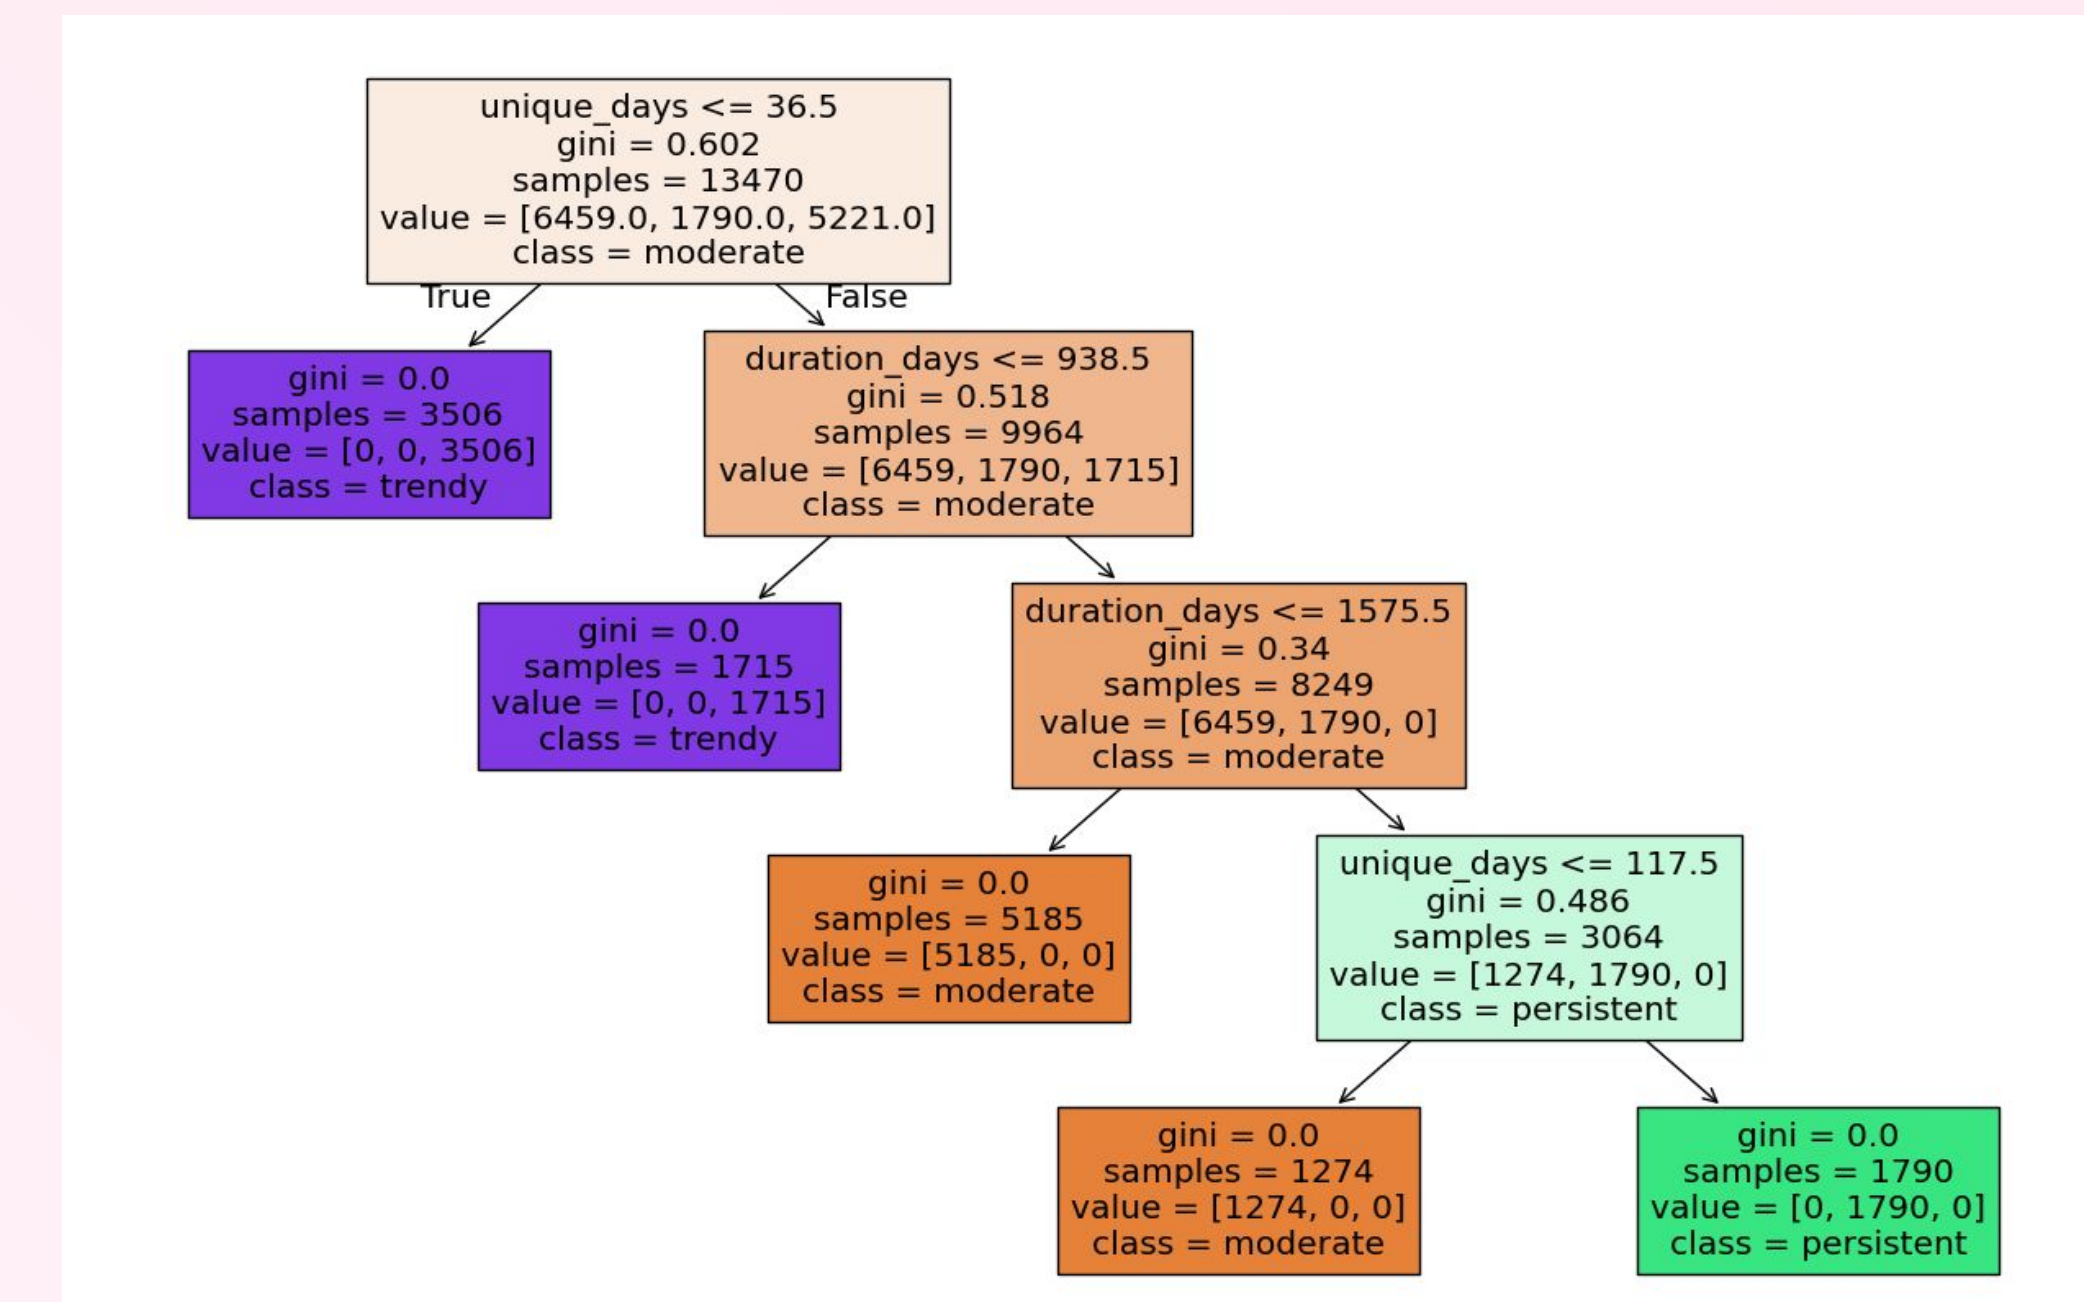 unique_days <= 36.5
gini = 0.602
samples = 13470
value = [6459.0, 1790.0, 5221.0]
class = moderate
True
False
gini = 0.0
samples = 3506
value = [0, 0, 3506]
class = trendy
duration_days <= 938.5
gini = 0.518
samples = 9964
value = [6459, 1790, 1715]
class = moderate
gini = 0.0
samples = 1715
value = [0, 0, 1715]
class = trendy
duration_days <= 1575.5
gini = 0.34
samples = 8249
value = [6459, 1790, 0]
class = moderate
gini = 0.0
samples = 5185
value = [5185, 0, 0]
class = moderate
unique_days <= 117.5
gini = 0.486
samples = 3064
value = [1274, 1790, 0]
class = persistent
gini = 0.0
samples = 1274
value = [1274, 0, 0]
class = moderate
gini = 0.0
samples = 1790
value = [0, 1790, 0]
class = persistent